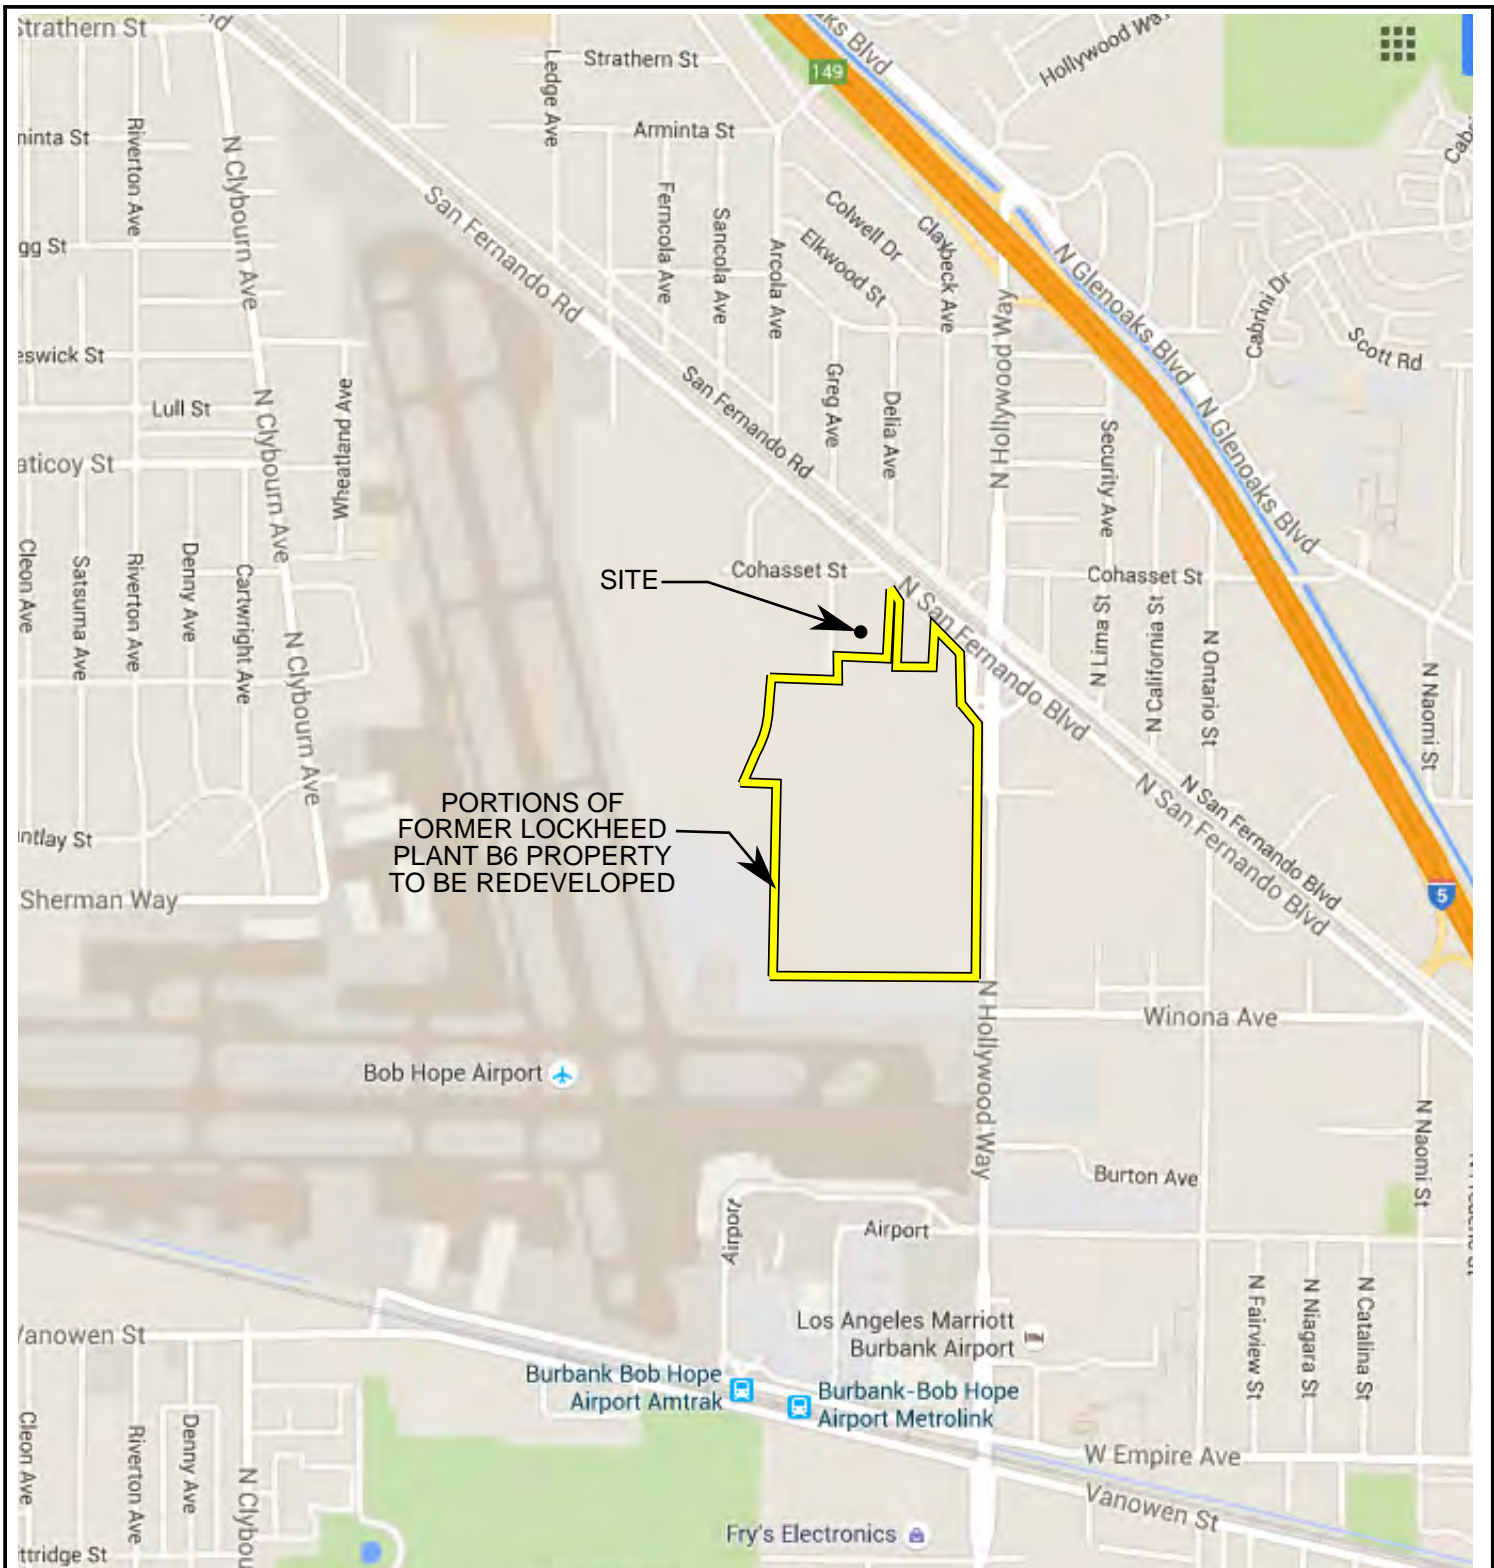 Strathern St
Strathern St
Ledge Ave
149
Hollywood Way
Arminta St
Riverton Ave
N Clybourn Ave
San Fernando Rd
Ferncola Ave
Sancola Ave
Arcola Ave
Colwell Dr
Elkwood St
Claybeck Ave
N Glenoaks Blvd
N Hollywood Way
Cabrini Dr
Scott Rd
Lull St
N Clybourn Ave
Wheatland Ave
San Fernando Rd
Greg Ave
Delia Ave
Security Ave
N Glenoaks Blvd
Cleon Ave
Satsuma Ave
Riverton Ave
Denny Ave
Cartwright Ave
N Clybourn Ave
SITE
Cohasset St
Cohasset St
N San Fernando Blvd
N Lima St
N California St
N Ontario St
N Naomi St
PORTIONS OF
FORMER LOCKHEED
PLANT B6 PROPERTY
TO BE REDEVELOPED
N San Fernando Blvd
N San Fernando Blvd
5
Sherman Way
N Hollywood Way
Winona Ave
Bob Hope Airport
N Naomi St
Burton Ave
Airport
Airport
N Fairview St
N Niagara St
N Catalina St
Los Angeles Marriott
Burbank Airport
Vanowen St
Burbank Bob Hope
Airport Amtrak
Burbank-Bob Hope
Airport Metrolink
Cleon Ave
Riverton Ave
Denny Ave
N Clybou
W Empire Ave
Vanowen St
Fry's Electronics
ttridge St